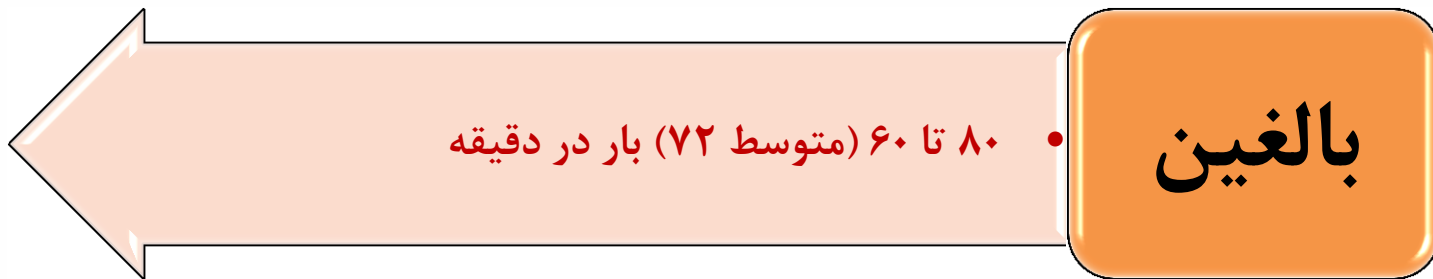 بالغین
• ۸۰ تا ۶۰ (متوسط ۷۲) بار در دقیقه